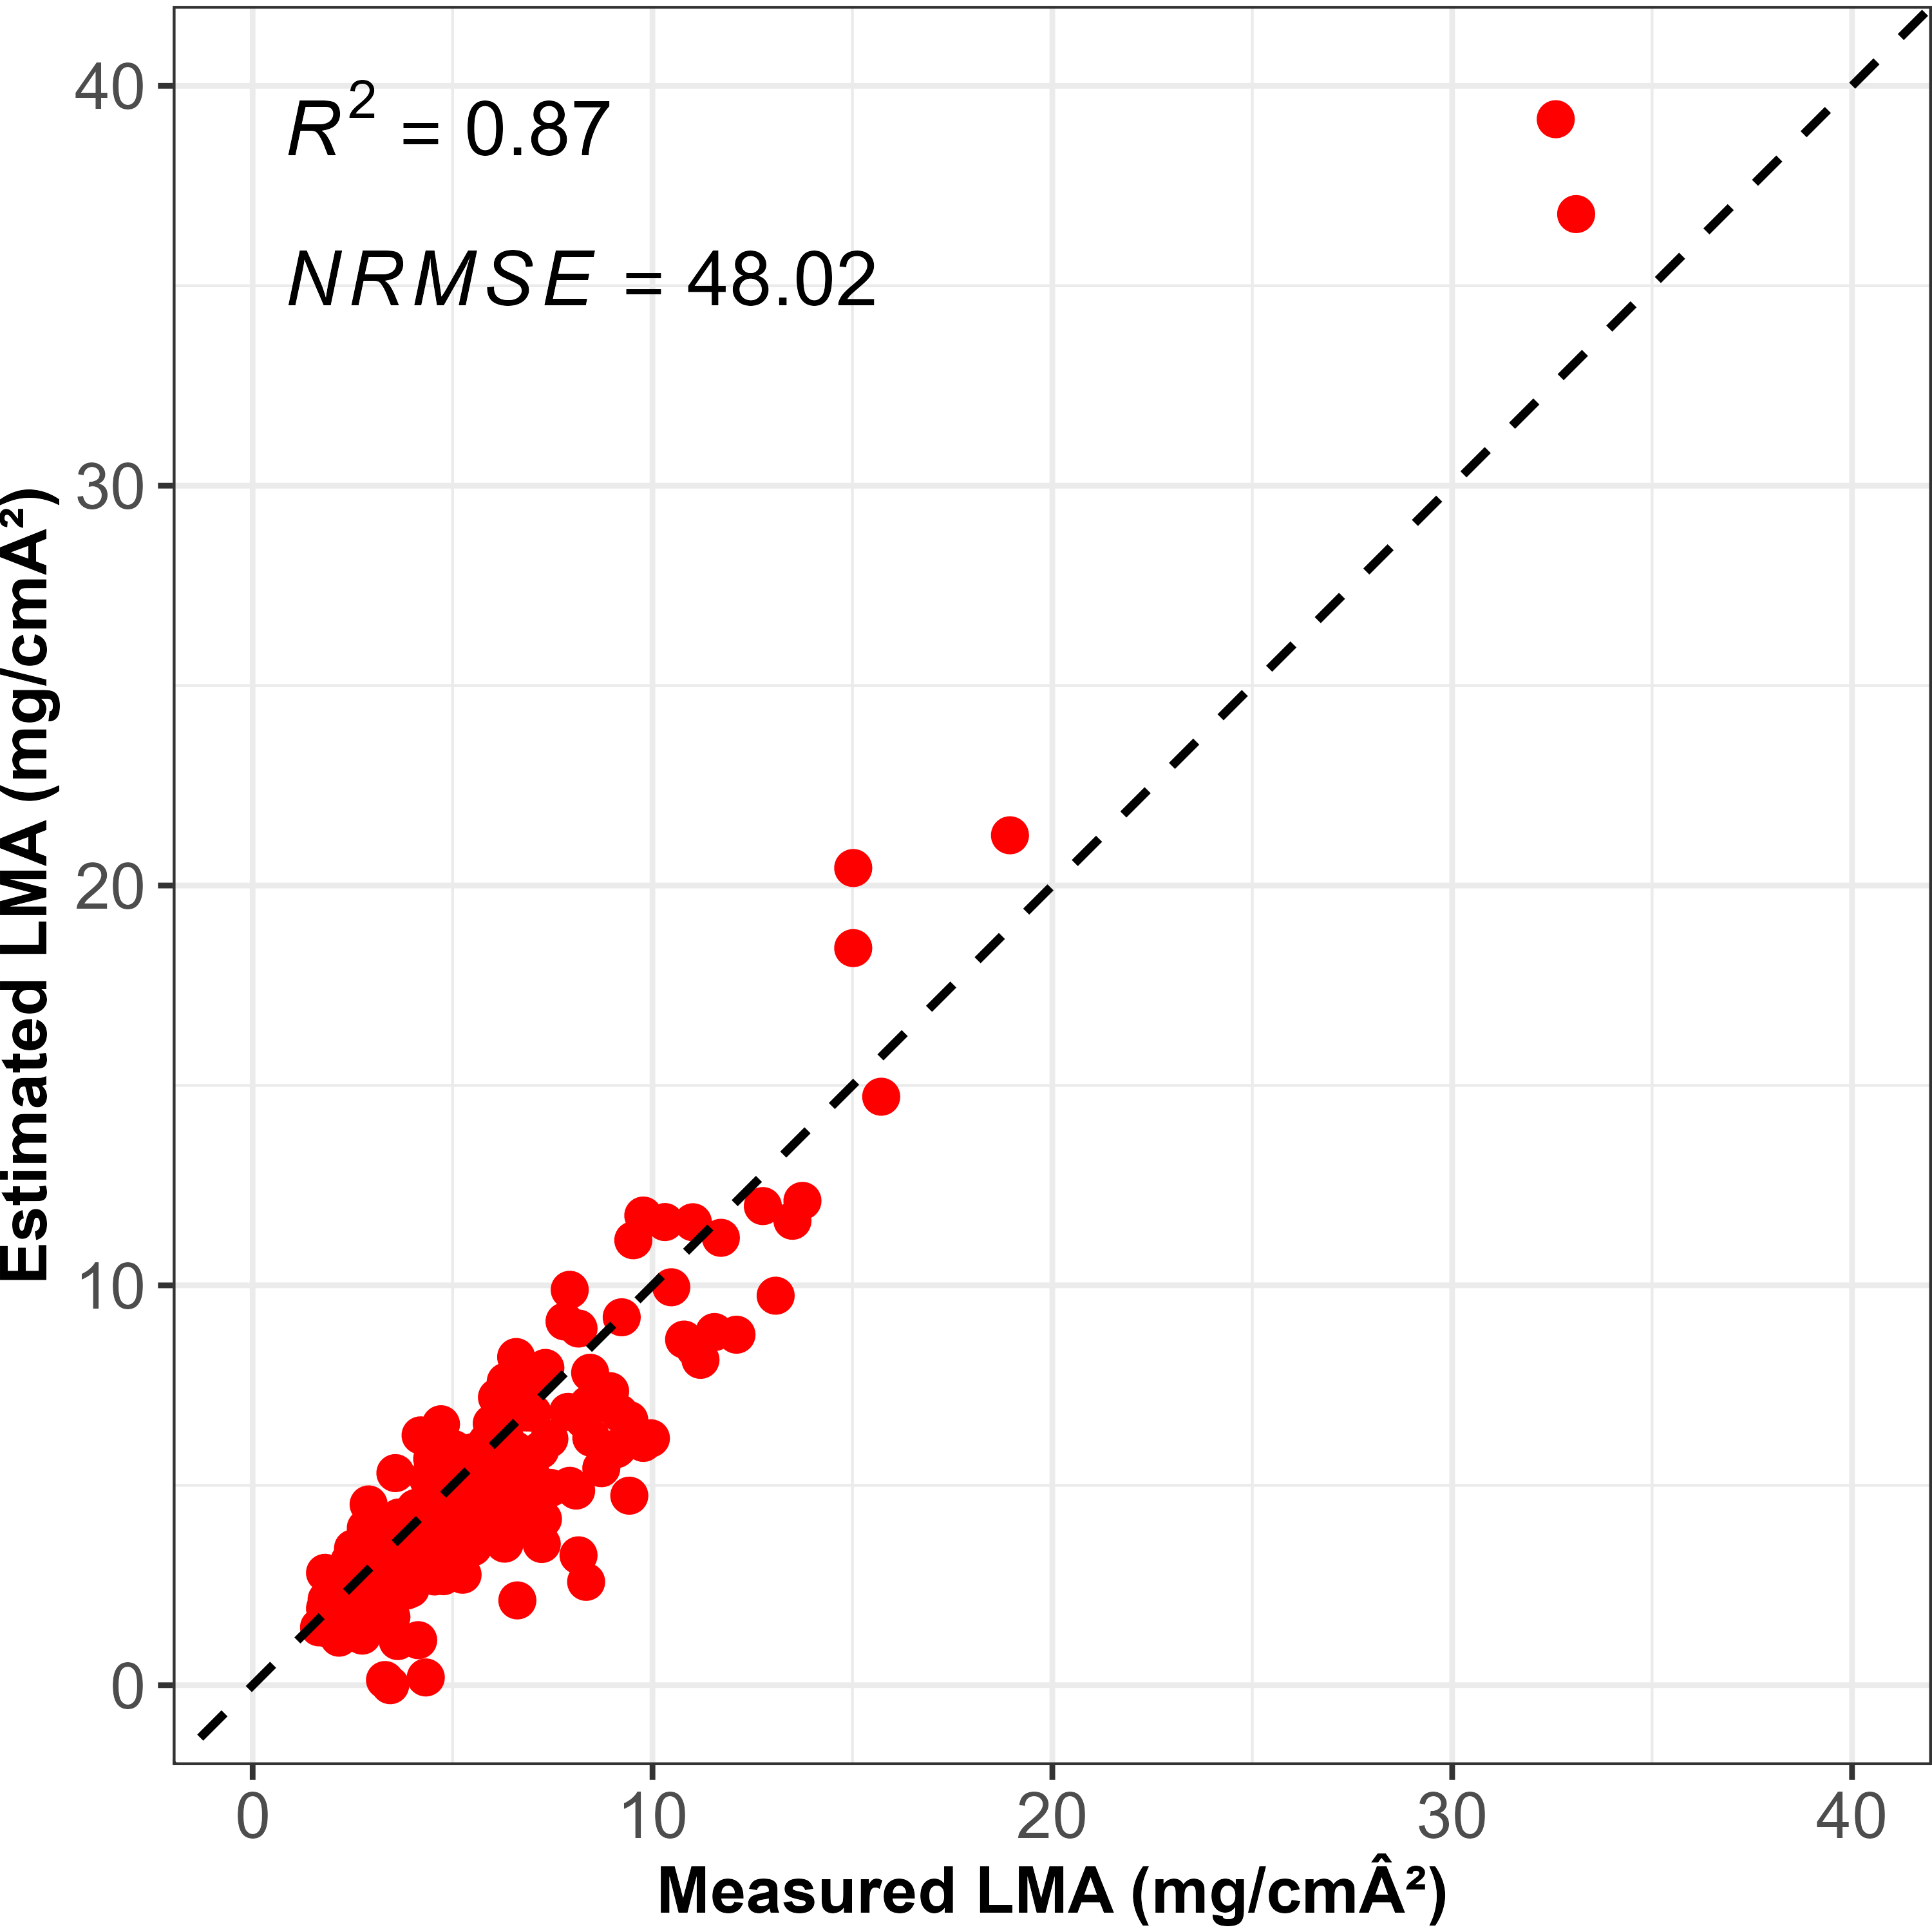 R² = 0.87
NRMSE = 48.02
40
30
20
10
0
Estimated LMA (mg/cmÂ²)
0 10 20 30 40
Measured LMA (mg/cmÂ²)